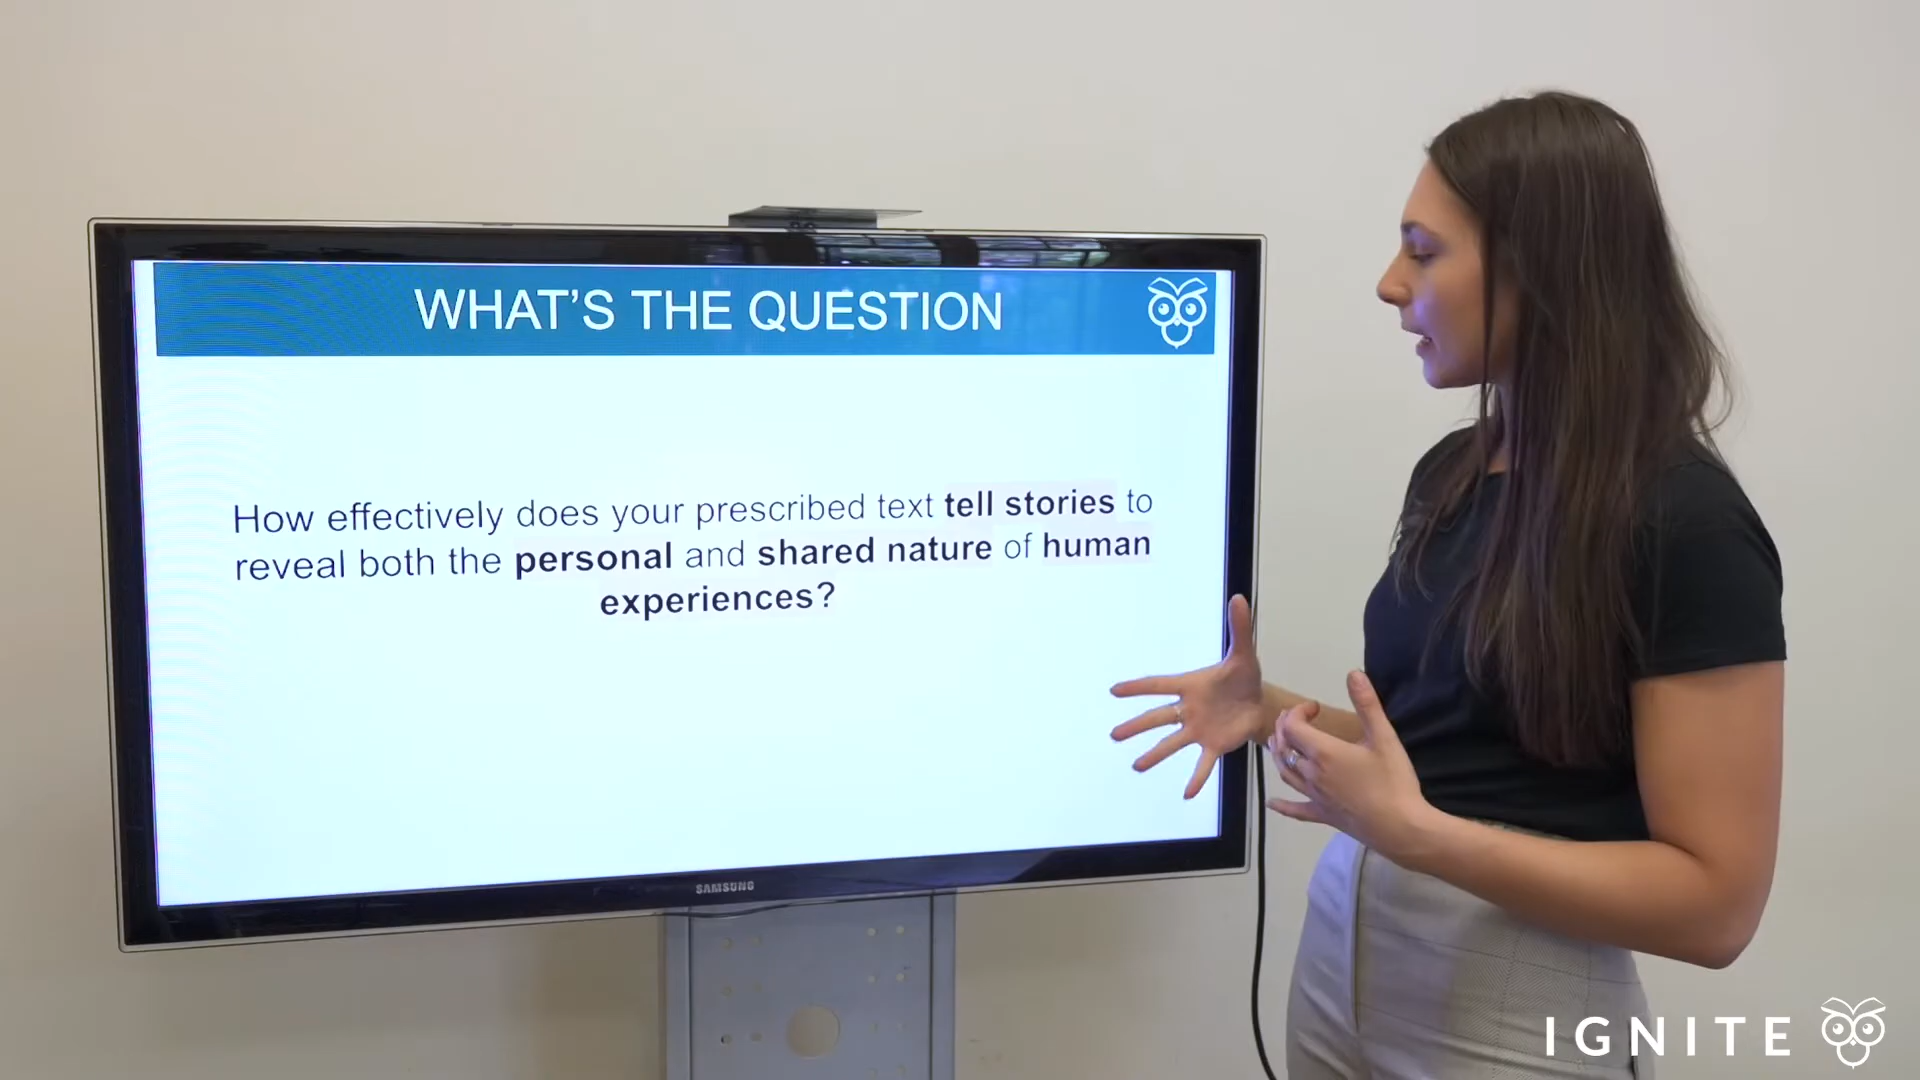 WHAT'S THE QUESTION
How effectively does your prescribed text tell stories to
reveal both the personal and shared nature of human
experiences?
SAMSUNG
IGNITE